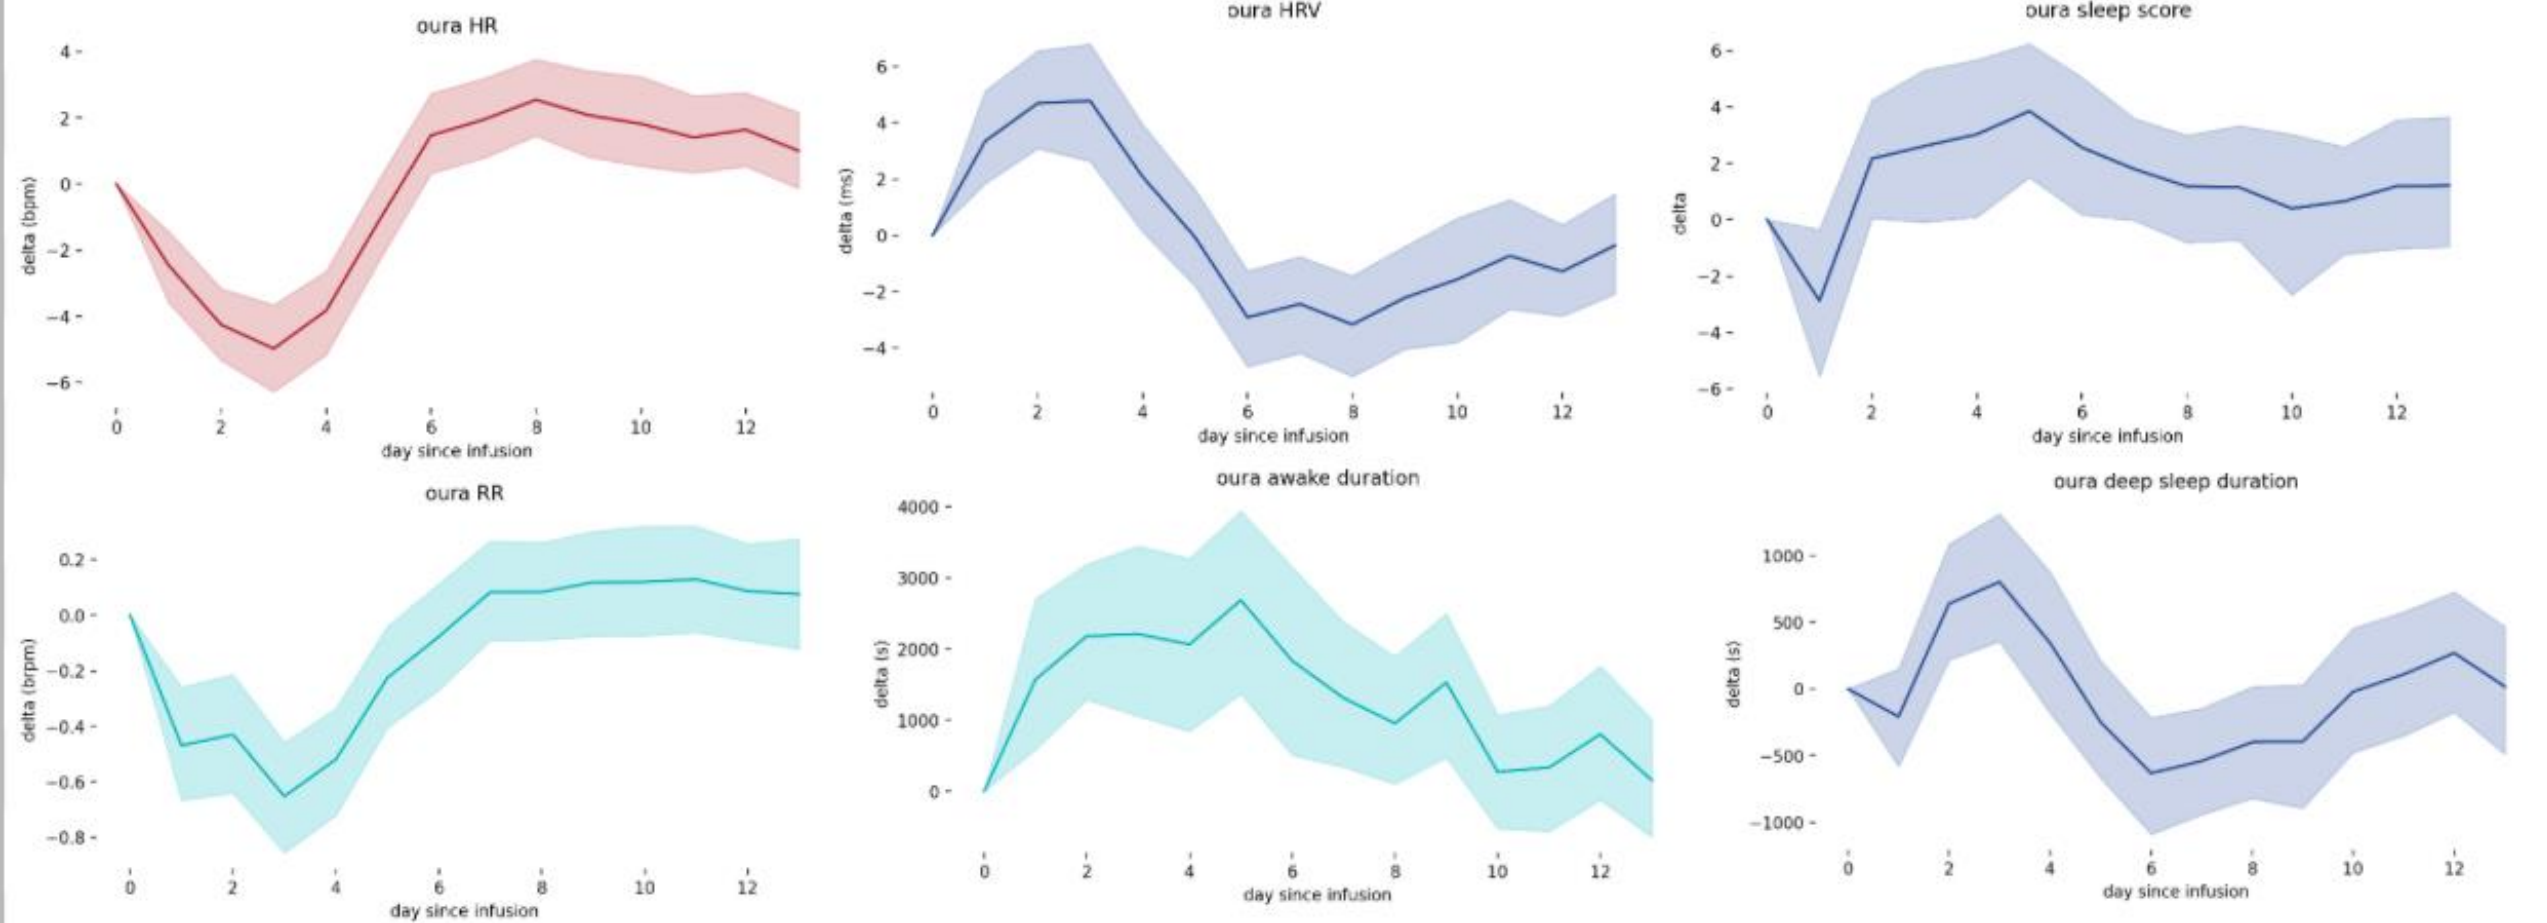 oura HR
4
2
0
−2
−4
−6
delta (bpm)
0 2 4 6 8 10 12
day since infusion
oura HRV
6
4
2
0
−2
−4
delta (ms)
0 2 4 6 8 10 12
day since infusion
oura sleep score
6
4
2
0
−2
−4
−6
delta
0 2 4 6 8 10 12
day since infusion
oura RR
0.2
0.0
−0.2
−0.4
−0.6
−0.8
delta (brpm)
0 2 4 6 8 10 12
day since infusion
oura awake duration
4000
3000
2000
1000
0
delta (s)
0 2 4 6 8 10 12
day since infusion
oura deep sleep duration
1000
500
0
−500
−1000
delta (s)
0 2 4 6 8 10 12
day since infusion